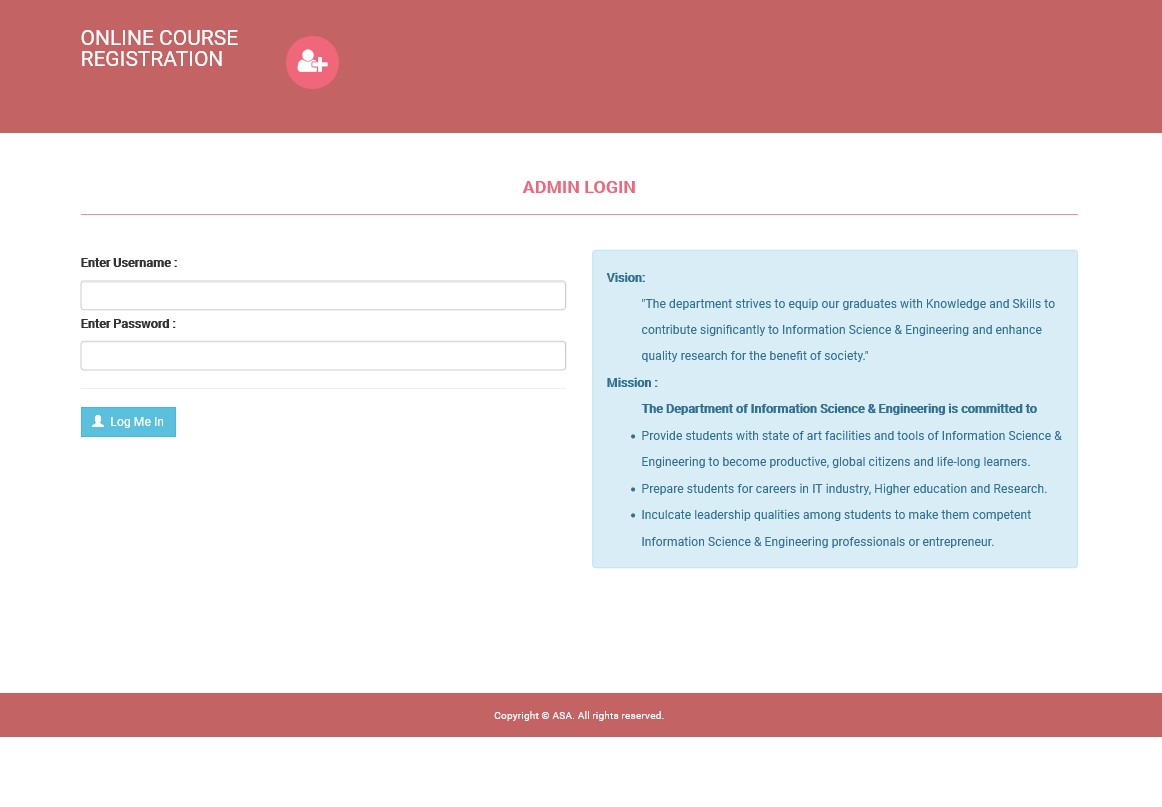 ONLINE COURSE
REGISTRATION
ADMIN LOGIN
Enter Username :
Enter Password :
Log Me In
Vision:
"The department strives to equip our graduates with Knowledge and Skills to
contribute significantly to Information Science & Engineering and enhance
quality research for the benefit of society."
Mission :
The Department of Information Science & Engineering is committed to
• Provide students with state of art facilities and tools of Information Science &
Engineering to become productive, global citizens and life-long learners.
• Prepare students for careers in IT industry, Higher education and Research.
• Inculcate leadership qualities among students to make them competent
Information Science & Engineering professionals or entrepreneur.
Copyright © ASA. All rights reserved.